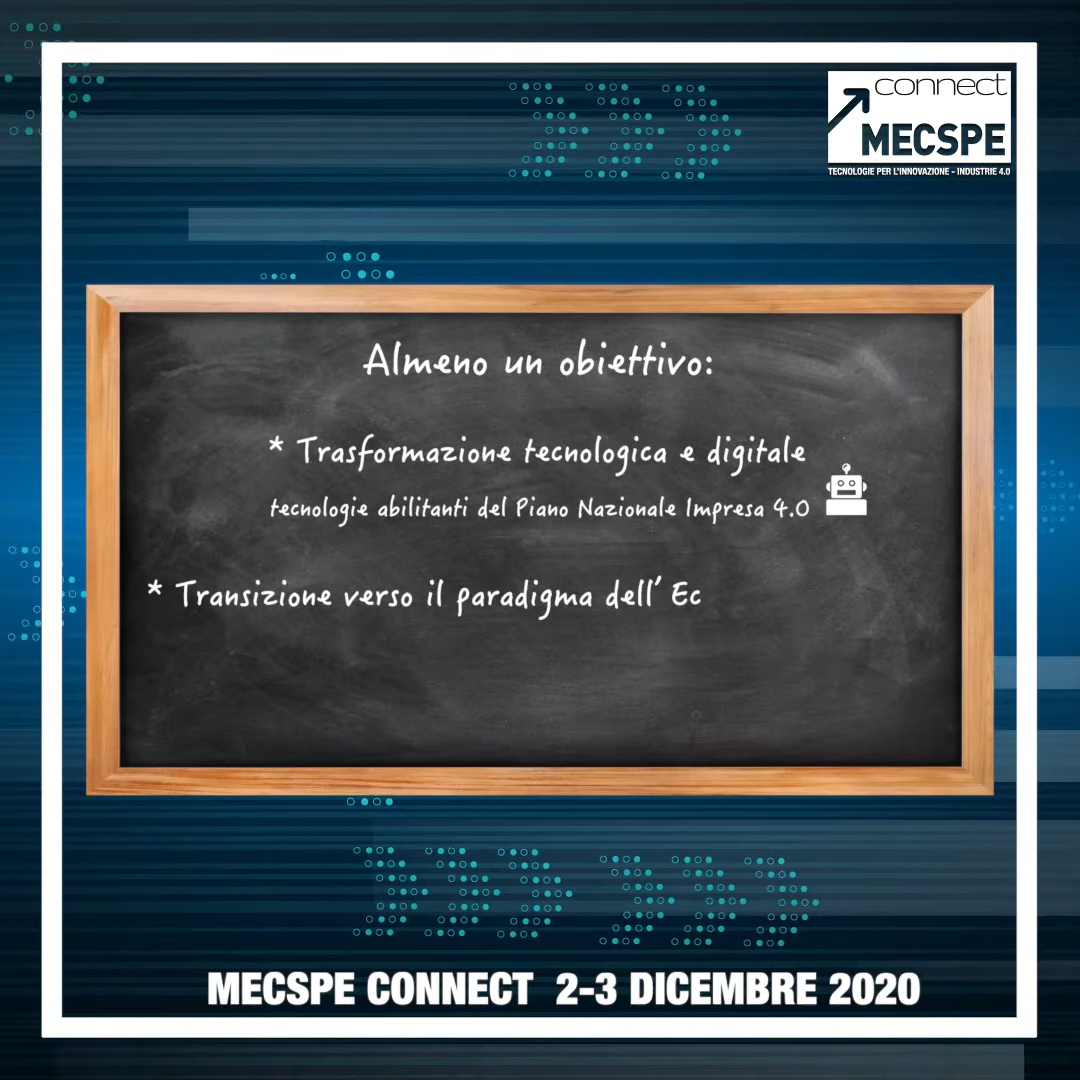 connect
MECSPE
TECNOLOGIE PER L'INNOVAZIONE - INDUSTRIE 4.0
Almeno un obiettivo:
* Trasformazione tecnologica e digitale
tecnologie abilitanti del Piano Nazionale Impresa 4.0
* Transizione verso il paradigma dell' Ec
MECSPE CONNECT 2-3 DICEMBRE 2020